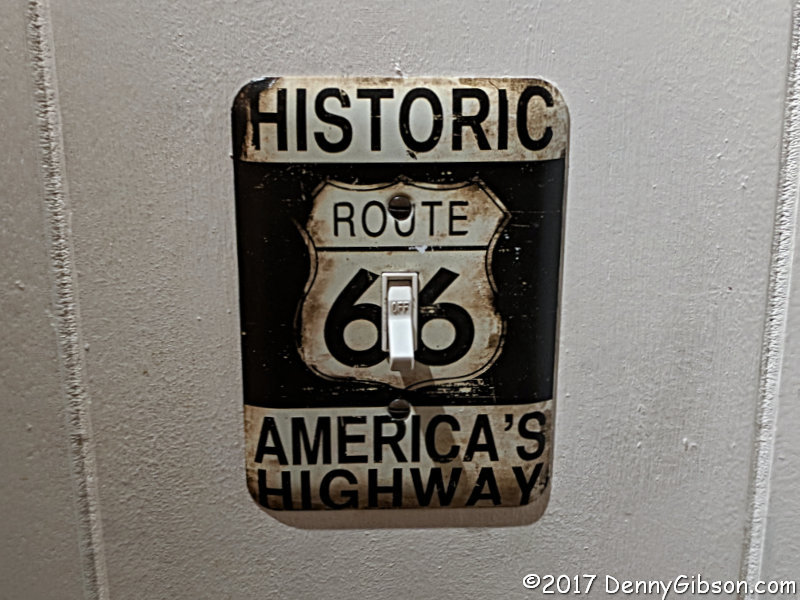 HISTORIC
ROUTE
66
OFF
AMERICA'S
HIGHWAY
©2017 DennyGibson.com